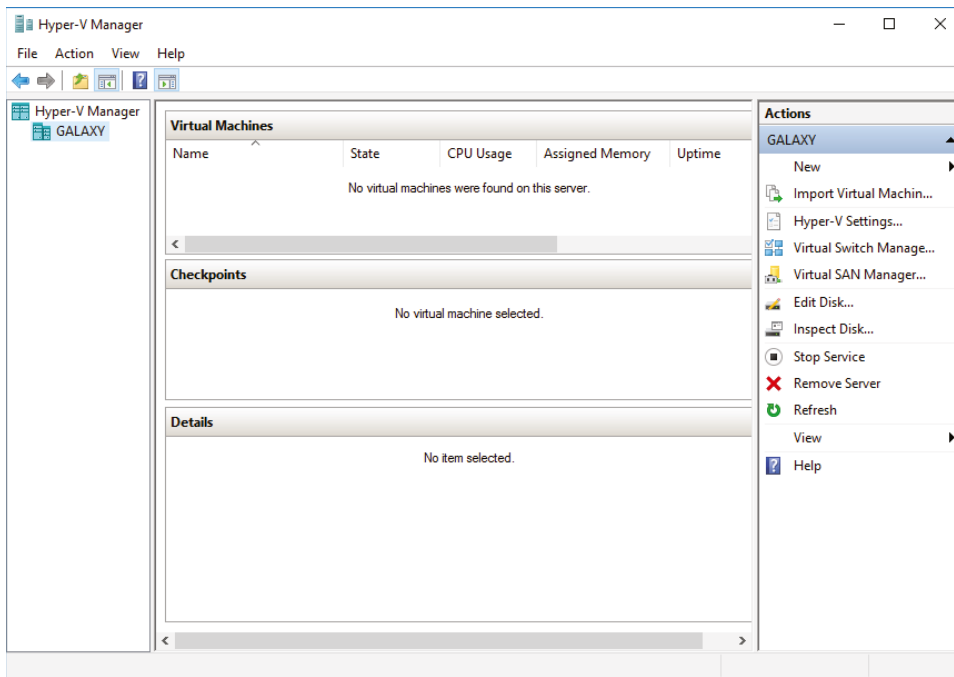 Hyper-V Manager
File Action View Help
Hyper-V Manager
GALAXY
Virtual Machines
Name State CPU Usage Assigned Memory Uptime
No virtual machines were found on this server.
Checkpoints
No virtual machine selected.
Details
No item selected.
Actions
GALAXY
New
Import Virtual Machin...
Hyper-V Settings...
Virtual Switch Manage...
Virtual SAN Manager...
Edit Disk...
Inspect Disk...
Stop Service
Remove Server
Refresh
View
Help